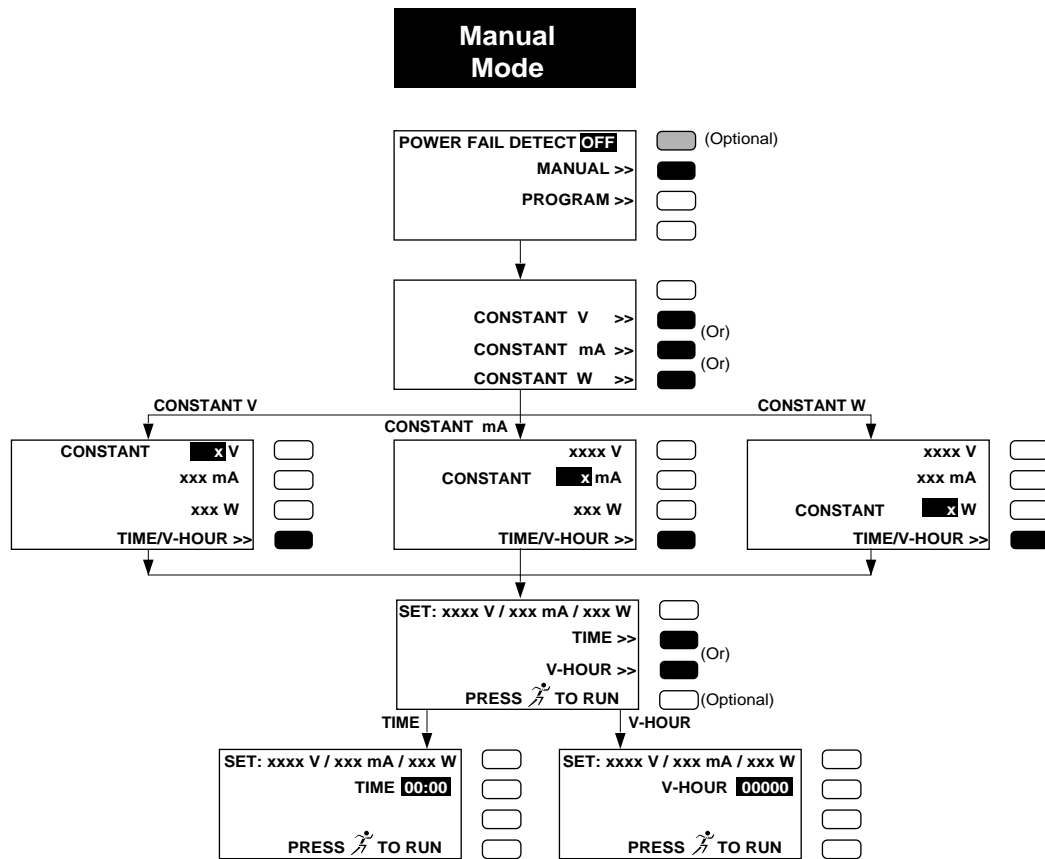 Manual
Mode
POWER FAIL DETECT OFF
(Optional)
MANUAL >>
PROGRAM >>
CONSTANT V >>
(Or)
CONSTANT mA >>
(Or)
CONSTANT W >>
CONSTANT V
CONSTANT mA
CONSTANT W
CONSTANT x V
xxx mA
xxx W
TIME/V-HOUR >>
xxxx V
CONSTANT x mA
xxx W
TIME/V-HOUR >>
xxxx V
xxx mA
CONSTANT x W
TIME/V-HOUR >>
SET: xxxx V / xxx mA / xxx W
TIME >>
(Or)
V-HOUR >>
PRESS TO RUN
(Optional)
TIME
V-HOUR
SET: xxxx V / xxx mA / xxx W
TIME 00:00
PRESS TO RUN
SET: xxxx V / xxx mA / xxx W
V-HOUR 00000
PRESS TO RUN